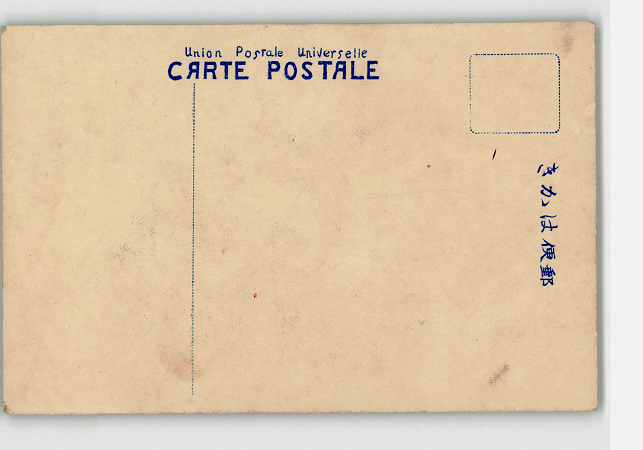 Union Postale Universelle
CARTE POSTALE
郵便はかき